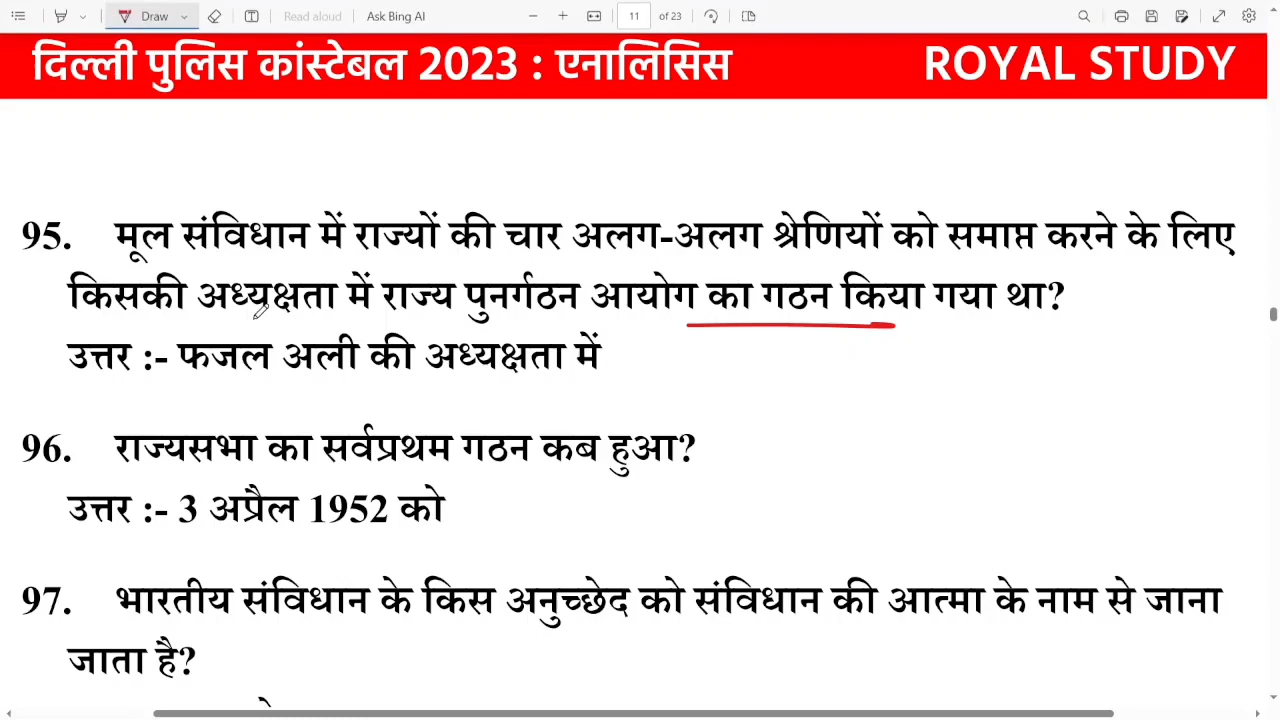 Draw
Read aloud
Ask Bing AI
11
of 23
दिल्ली पुलिस कांस्टेबल 2023 : एनालिसिस
ROYAL STUDY
95. मूल संविधान में राज्यों की चार अलग-अलग श्रेणियों को समाप्त करने के लिए
किसकी अध्यक्षता में राज्य पुनर्गठन आयोग का गठन किया गया था?
उत्तर :- फजल अली की अध्यक्षता में
96. राज्यसभा का सर्वप्रथम गठन कब हुआ?
उत्तर :- 3 अप्रैल 1952 को
97. भारतीय संविधान के किस अनुच्छेद को संविधान की आत्मा के नाम से जाना
जाता है?